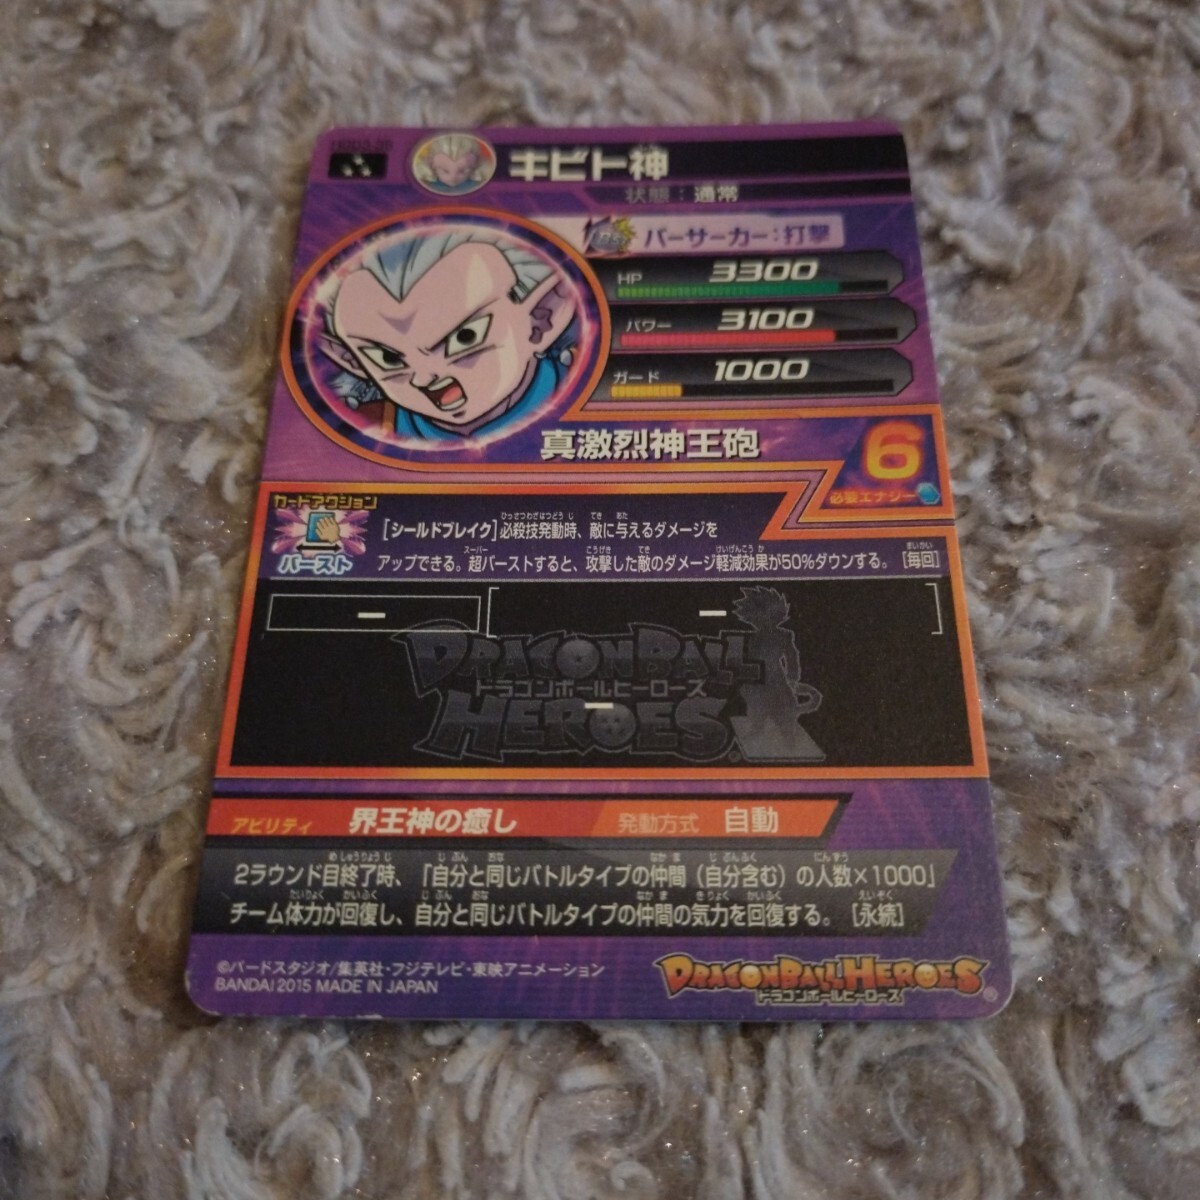 キビト神
状態：通常
バーサーカー：打撃
HP 3300
パワー 3100
ガード 1000
真激烈神王砲
6
必要エナジー
カードアクション
バースト
[シールドブレイク]必殺技発動時、敵に与えるダメージを
アップできる。超バーストすると、攻撃した敵のダメージ軽減効果が50%ダウンする。 [毎回]
ー
ー
DRAGONBALL
ドラゴンボールヒーローズ
ー
HEROES
アビリティ 界王神の癒し 発動方式 自動
2ラウンド目終了時、「自分と同じバトルタイプの仲間（自分含む）の人数×1000」
チーム体力が回復し、自分と同じバトルタイプの仲間の気力を回復する。 [永続]
©バードスタジオ/集英社・フジテレビ・東映アニメーション
BANDAI 2015 MADE IN JAPAN
DRAGONBALL HEROES
ドラゴンボールヒーローズ